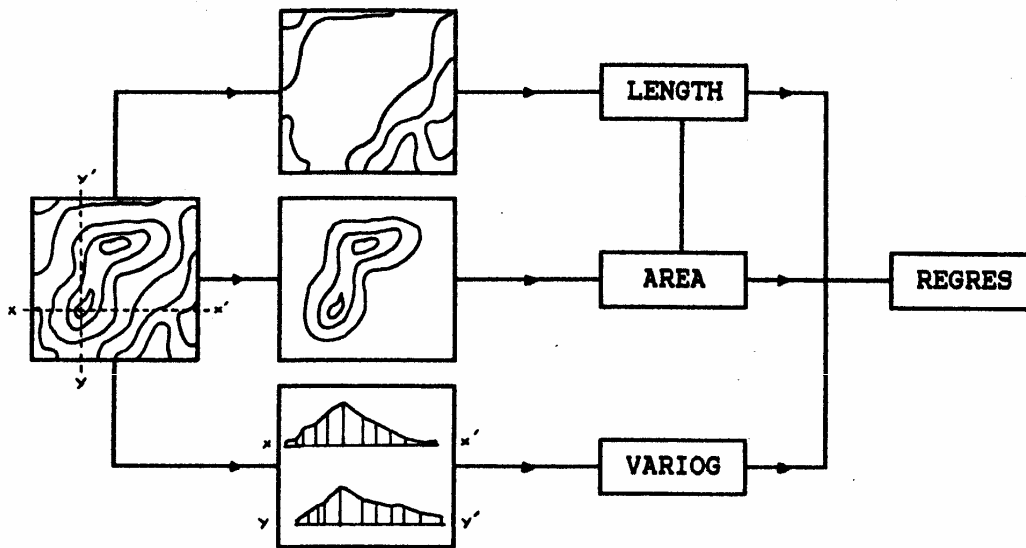 LENGTH
y'
AREA
REGRES
x
x'
y
x
x'
VARIOG
y
y'